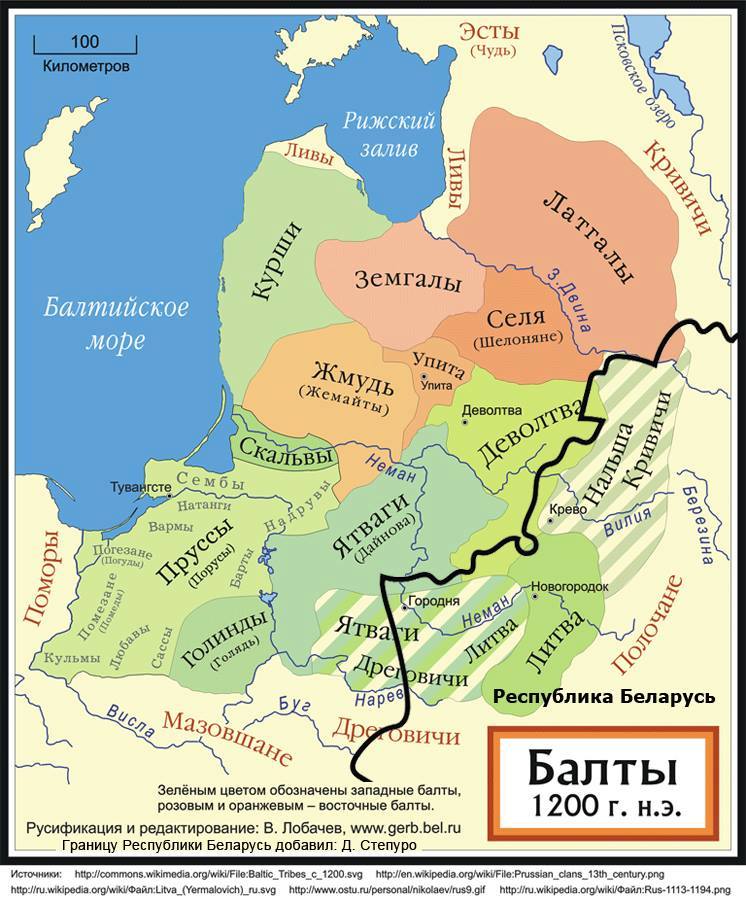 100
Километров
Эсты
(Чудь)
Псковское озеро
Рижский
залив
Ливы
Ливы
Кривичи
Курши
Латгалы
Земгалы
З.Двина
Балтийское
море
Селя
(Шелоняне)
Жмудь
(Жемайты)
Упита
Упита
Деволтва
Деволтва
Скальвы
Неман
Нальша
Кривичи
Тувангсте
Сембы
Натанги
Вармы
Надрувы
Ятваги
(Дайнова)
Крево
Вилия
Березина
Пруссы
(Порусы)
Погезане
(Погуды)
Барты
Поморы
Помезане
(Помеды)
Голинды
(Голядь)
Любавы
Сассы
Кульмы
Городня
Новогородок
Неман
Ятваги
Дреговичи
Литва
Литва
Полочане
Республика Беларусь
Висла
Мазовшане
Буг
Нарев
Дреговичи
Балты
1200 г. н.э.
Зелёным цветом обозначены западные балты,
розовым и оранжевым – восточные балты.
Русификация и редактирование: В. Лобачев, www.gerb.bel.ru
Границу Республики Беларусь добавил: Д. Степуро
Источники: http://commons.wikimedia.org/wiki/File:Baltic_Tribes_c_1200.svg http://en.wikipedia.org/wiki/File:Prussian_clans_13th_century.png
http://ru.wikipedia.org/wiki/Файл:Litva_(Yermalovich)_ru.svg http://www.ostu.ru/personal/nikolaev/rus9.gif http://ru.wikipedia.org/wiki/Файл:Rus-1113-1194.png